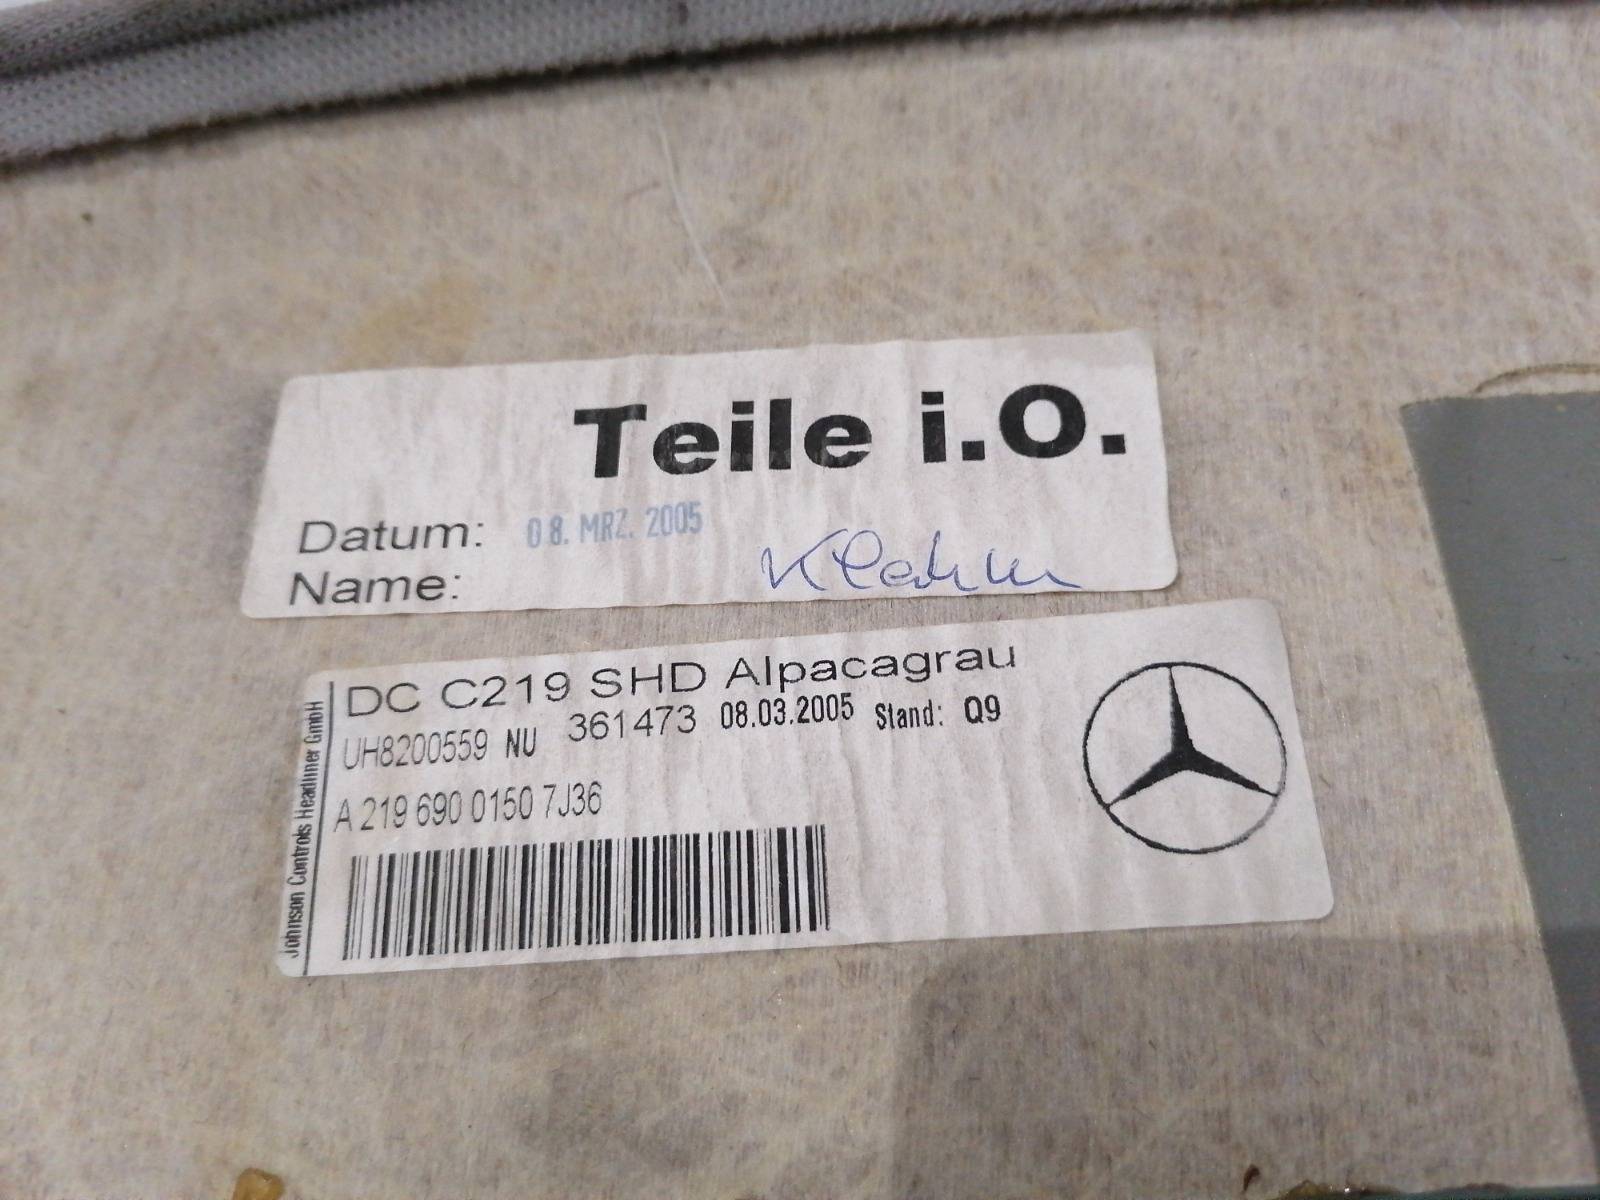 Teile i.O.
Datum: 08. MRZ. 2005
Name:
DC C219 SHD Alpacagrau
UH8200559 NU 361473 08.03.2005 Stand: Q9
A 219 690 0150 7J36
Johnson Controls Headliner GmbH